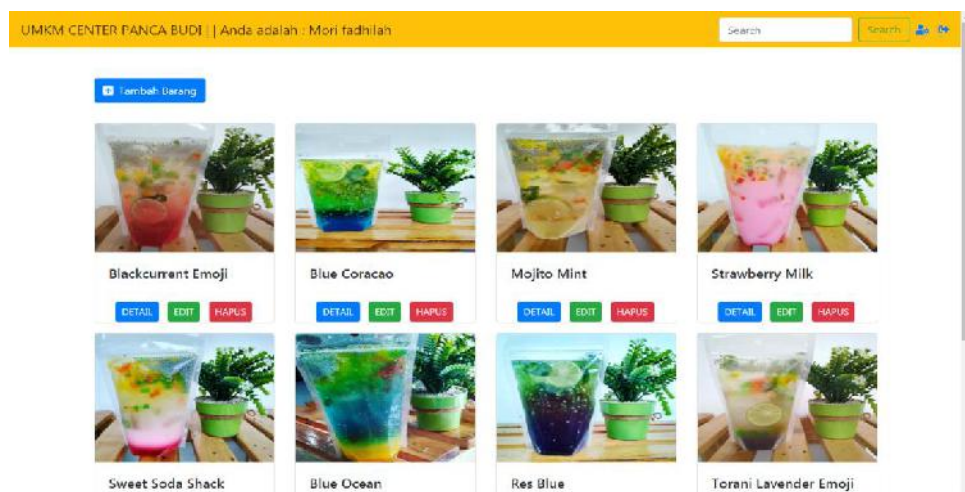 UMKM CENTER PANCA BUDI || Anda adalah : Mori fadhilah
Search
Search
Tambah Barang
Blackcurrent Emoji
Blue Coracao
Mojito Mint
Strawberry Milk
DETAIL EDIT HAPUS
DETAIL EDIT HAPUS
DETAIL EDIT HAPUS
DETAIL EDIT HAPUS
Sweet Soda Shack
Blue Ocean
Res Blue
Torani Lavender Emoji